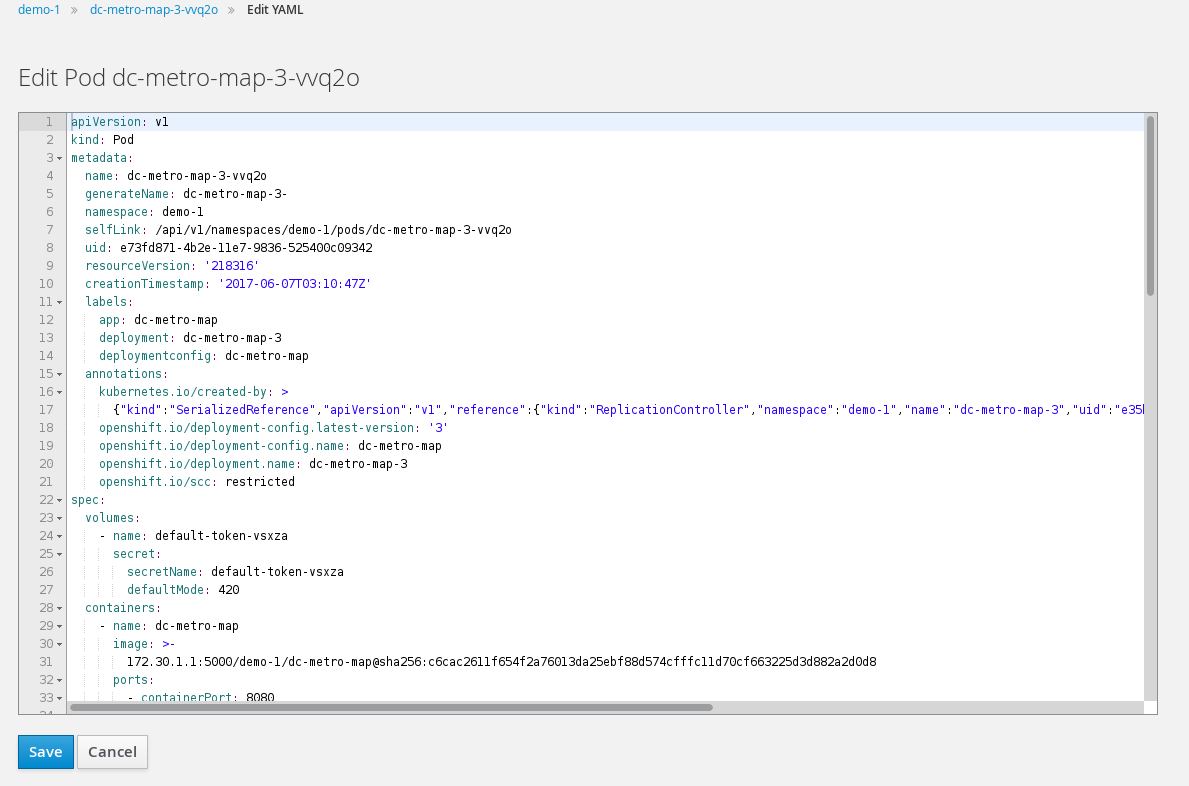 demo-1 » dc-metro-map-3-vvq2o » Edit YAML
Edit Pod dc-metro-map-3-vvq2o
1 apiVersion: v1
2 kind: Pod
3 metadata:
4 name: dc-metro-map-3-vvq2o
5 generateName: dc-metro-map-3-
6 namespace: demo-1
7 selfLink: /api/v1/namespaces/demo-1/pods/dc-metro-map-3-vvq2o
8 uid: e73fd871-4b2e-11e7-9836-525400c09342
9 resourceVersion: '218316'
10 creationTimestamp: '2017-06-07T03:10:47Z'
11 labels:
12 app: dc-metro-map
13 deployment: dc-metro-map-3
14 deploymentconfig: dc-metro-map
15 annotations:
16 kubernetes.io/created-by: >
17 {"kind":"SerializedReference","apiVersion":"v1","reference":{"kind":"ReplicationController","namespace":"demo-1","name":"dc-metro-map-3","uid":"e35
18 openshift.io/deployment-config.latest-version: '3'
19 openshift.io/deployment-config.name: dc-metro-map
20 openshift.io/deployment.name: dc-metro-map-3
21 openshift.io/scc: restricted
22 spec:
23 volumes:
24 - name: default-token-vsxza
25 secret:
26 secretName: default-token-vsxza
27 defaultMode: 420
28 containers:
29 - name: dc-metro-map
30 image: >-
31 172.30.1.1:5000/demo-1/dc-metro-map@sha256:c6cac2611f654f2a76013da25ebf88d574cfffc11d70cf663225d3d882a2d0d8
32 ports:
33 - containerPort: 8080
Save Cancel